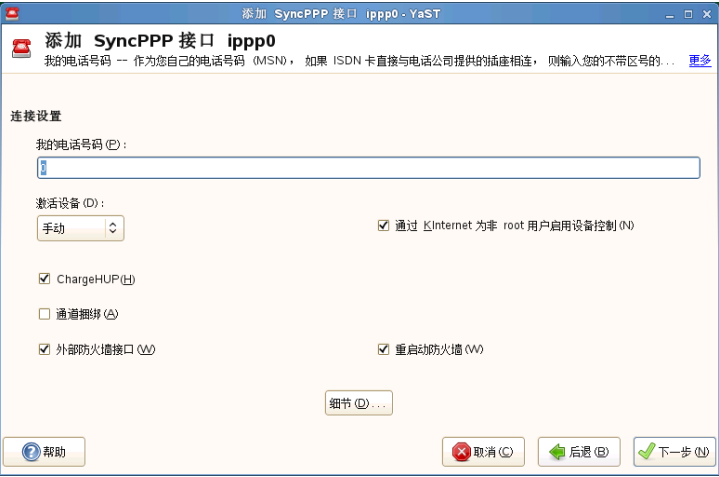 添加 SyncPPP 接口 ippp0 - YaST
添加 SyncPPP 接口 ippp0
我的电话号码 -- 作为您自己的电话号码 (MSN), 如果 ISDN 卡直接与电话公司提供的插座相连, 则输入您的不带区号的... 更多
连接设置
我的电话号码(P):
0
激活设备(D):
手动
通过 KInternet 为非 root 用户启用设备控制(N)
ChargeHUP(H)
通道捆绑(A)
外部防火墙接口(W) 重启动防火墙(W)
细节(D)...
帮助 取消(C) 后退(B) 下一步(N)